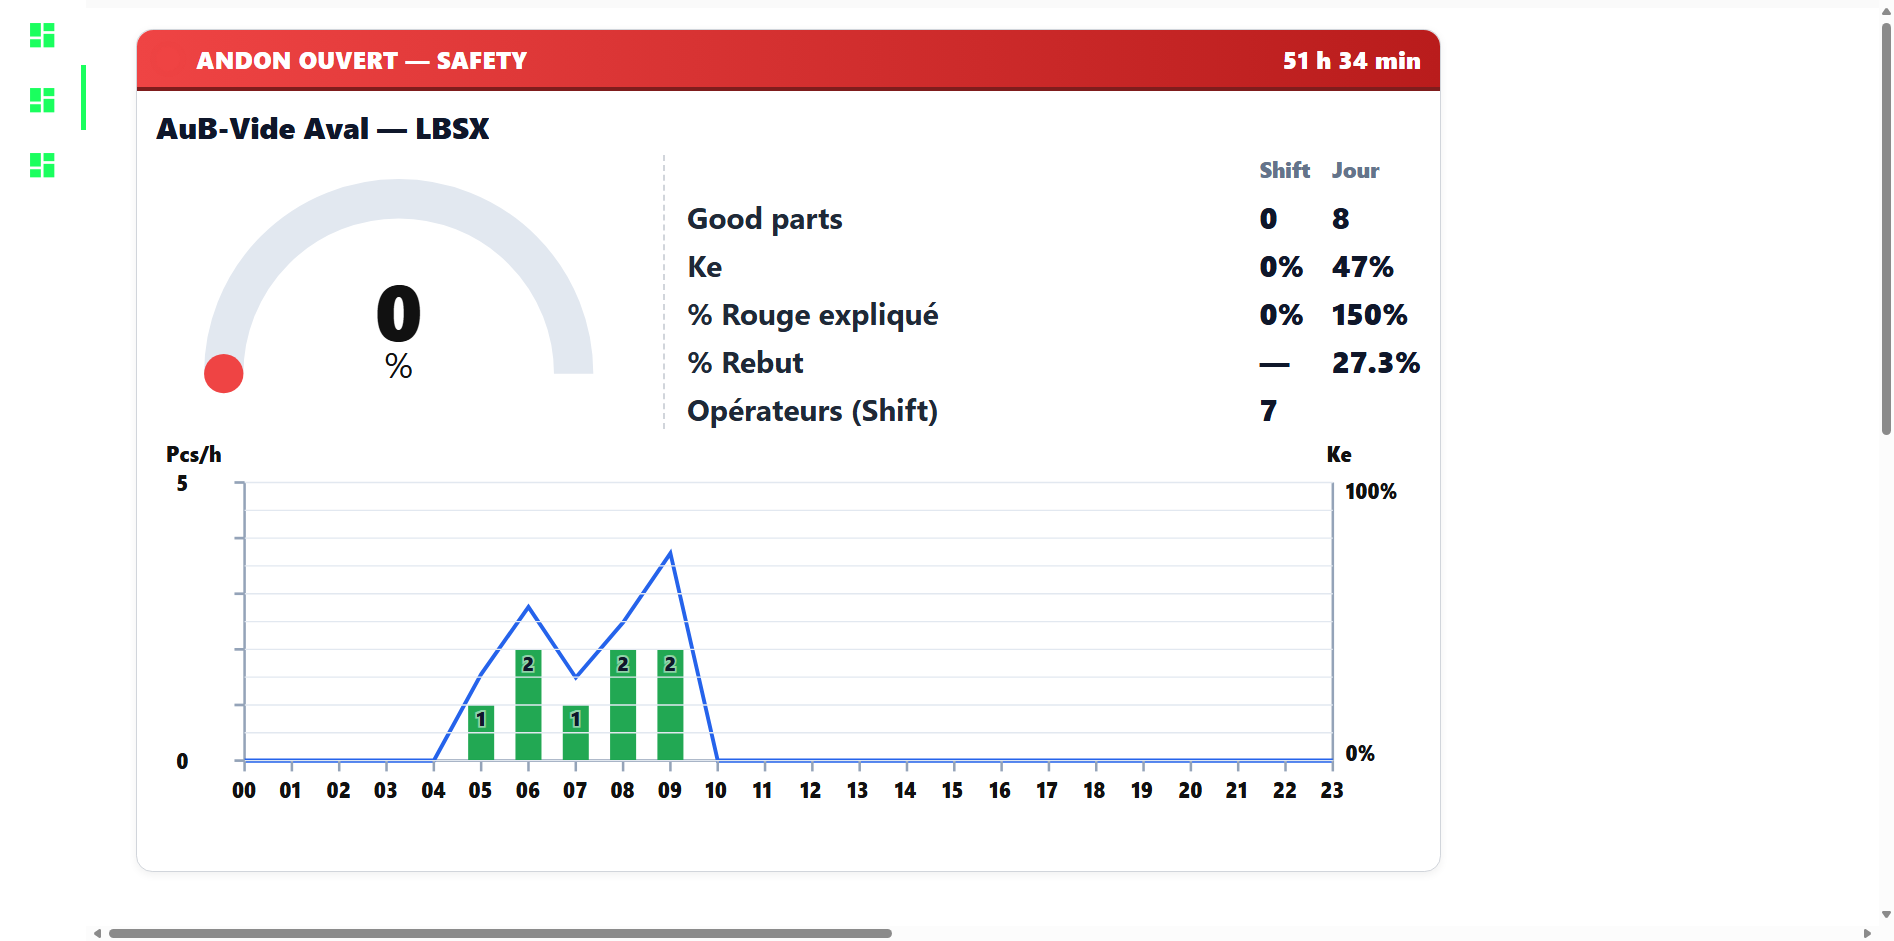 ANDON OUVERT — SAFETY 51 h 34 min
AuB-Vide Aval — LBSX
Shift Jour
Good parts 0 8
Ke 0% 47%
% Rouge expliqué 0% 150%
% Rebut — 27.3%
Opérateurs (Shift) 7
0
%
Pcs/h Ke
5 100%
1 2 1 2 2
0 0%
00 01 02 03 04 05 06 07 08 09 10 11 12 13 14 15 16 17 18 19 20 21 22 23